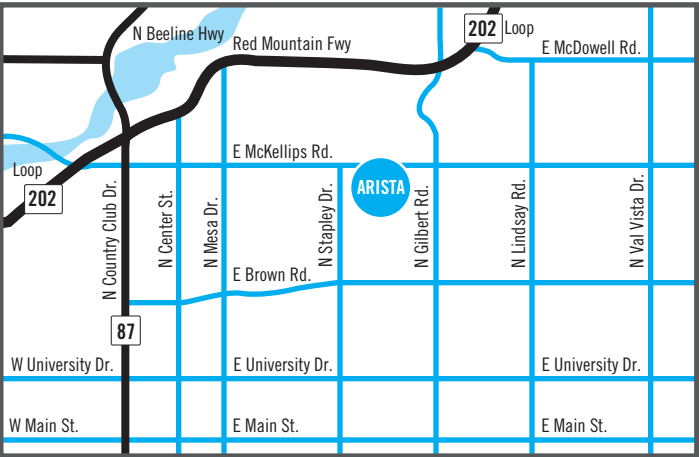 202 Loop
N Beeline Hwy
Red Mountain Fwy
E McDowell Rd.
E McKellips Rd.
Loop
202
ARISTA
N Country Club Dr.
N Center St.
N Mesa Dr.
N Stapley Dr.
N Gilbert Rd.
N Lindsay Rd.
N Val Vista Dr.
E Brown Rd.
87
W University Dr.
E University Dr.
E University Dr.
W Main St.
E Main St.
E Main St.